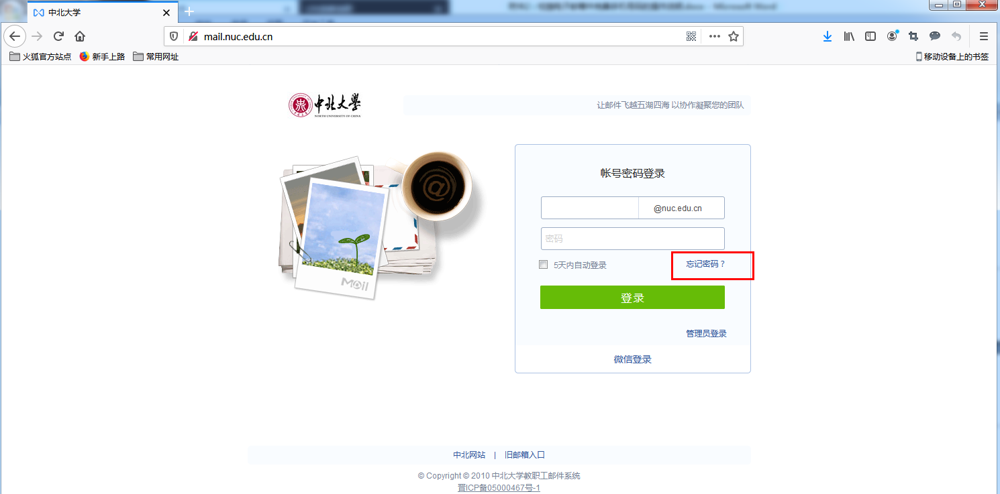 中北大学
mail.nuc.edu.cn
火狐官方站点 新手上路 常用网址 移动设备上的书签
中北大學
NORTH UNIVERSITY OF CHINA
让邮件飞越五湖四海 以协作凝聚您的团队
帐号密码登录
@nuc.edu.cn
密码
5天内自动登录 忘记密码？
登录
Mail
管理员登录
微信登录
中北网站 | 旧邮箱入口
© Copyright © 2010 中北大学教职工邮件系统
晋ICP备05000467号-1